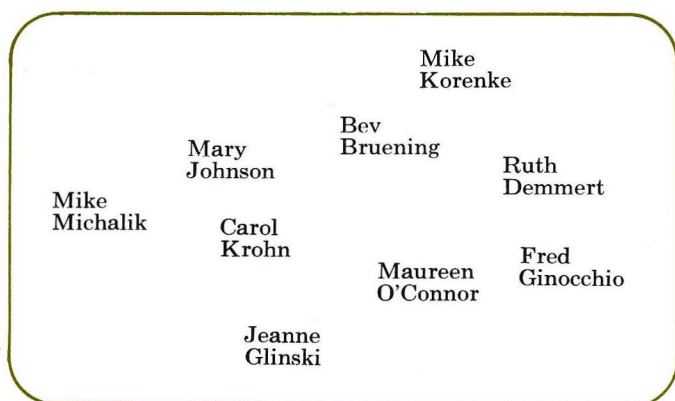 Mike
Korenke
Bev
Bruening
Mary
Johnson
Ruth
Demmert
Mike
Michalik
Carol
Krohn
Fred
Ginocchio
Maureen
O'Connor
Jeanne
Glinski